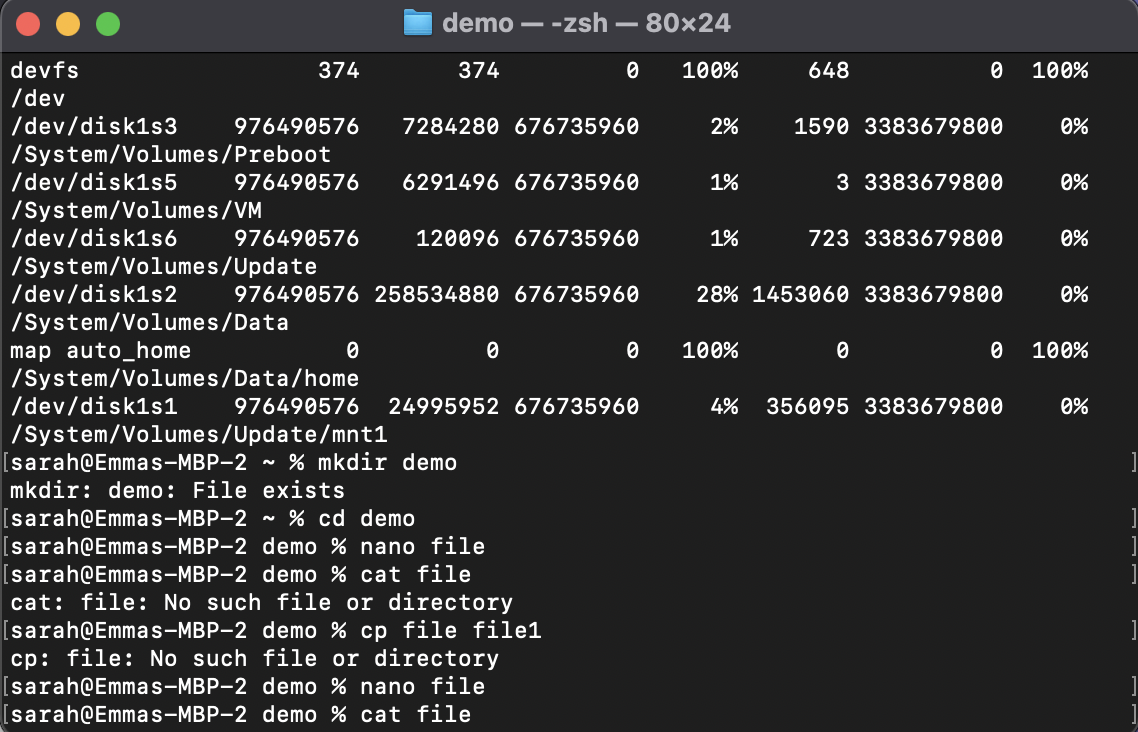 demo — -zsh — 80×24
devfs 374 374 0 100% 648 0 100%
/dev
/dev/disk1s3 976490576 7284280 676735960 2% 1590 3383679800 0%
/System/Volumes/Preboot
/dev/disk1s5 976490576 6291496 676735960 1% 3 3383679800 0%
/System/Volumes/VM
/dev/disk1s6 976490576 120096 676735960 1% 723 3383679800 0%
/System/Volumes/Update
/dev/disk1s2 976490576 258534880 676735960 28% 1453060 3383679800 0%
/System/Volumes/Data
map auto_home 0 0 0 100% 0 0 100%
/System/Volumes/Data/home
/dev/disk1s1 976490576 24995952 676735960 4% 356095 3383679800 0%
/System/Volumes/Update/mnt1
[sarah@Emmas-MBP-2 ~ % mkdir demo ]
mkdir: demo: File exists
[sarah@Emmas-MBP-2 ~ % cd demo ]
[sarah@Emmas-MBP-2 demo % nano file ]
[sarah@Emmas-MBP-2 demo % cat file ]
cat: file: No such file or directory
[sarah@Emmas-MBP-2 demo % cp file file1 ]
cp: file: No such file or directory
[sarah@Emmas-MBP-2 demo % nano file ]
[sarah@Emmas-MBP-2 demo % cat file ]